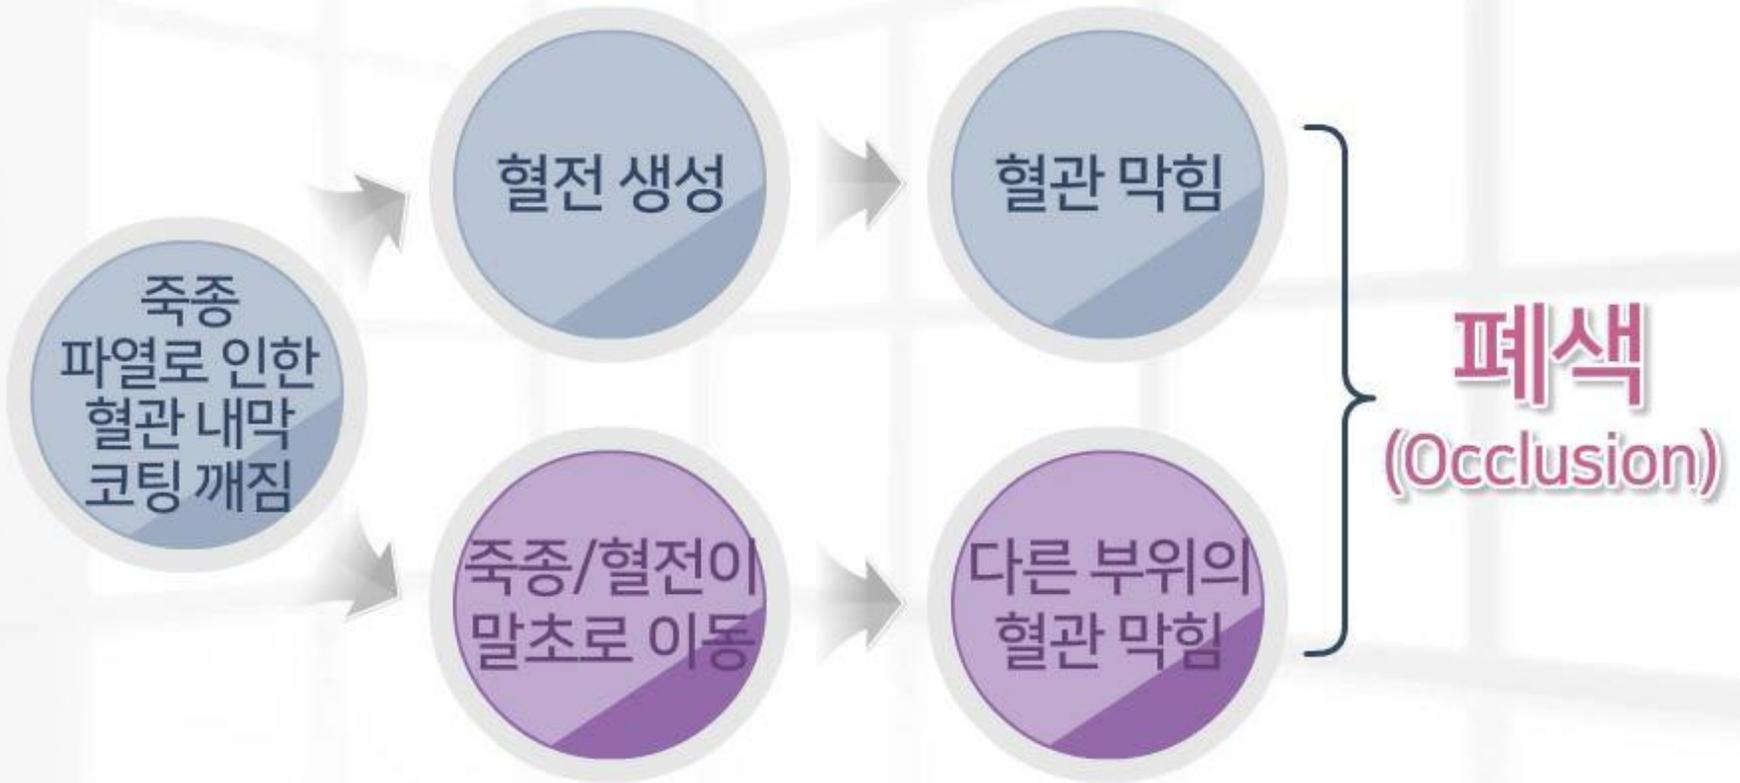 죽종
파열로 인한
혈관 내막
코팅 깨짐
혈전 생성
혈관 막힘
죽종/혈전이
말초로 이동
다른 부위의
혈관 막힘
폐색
(Occlusion)